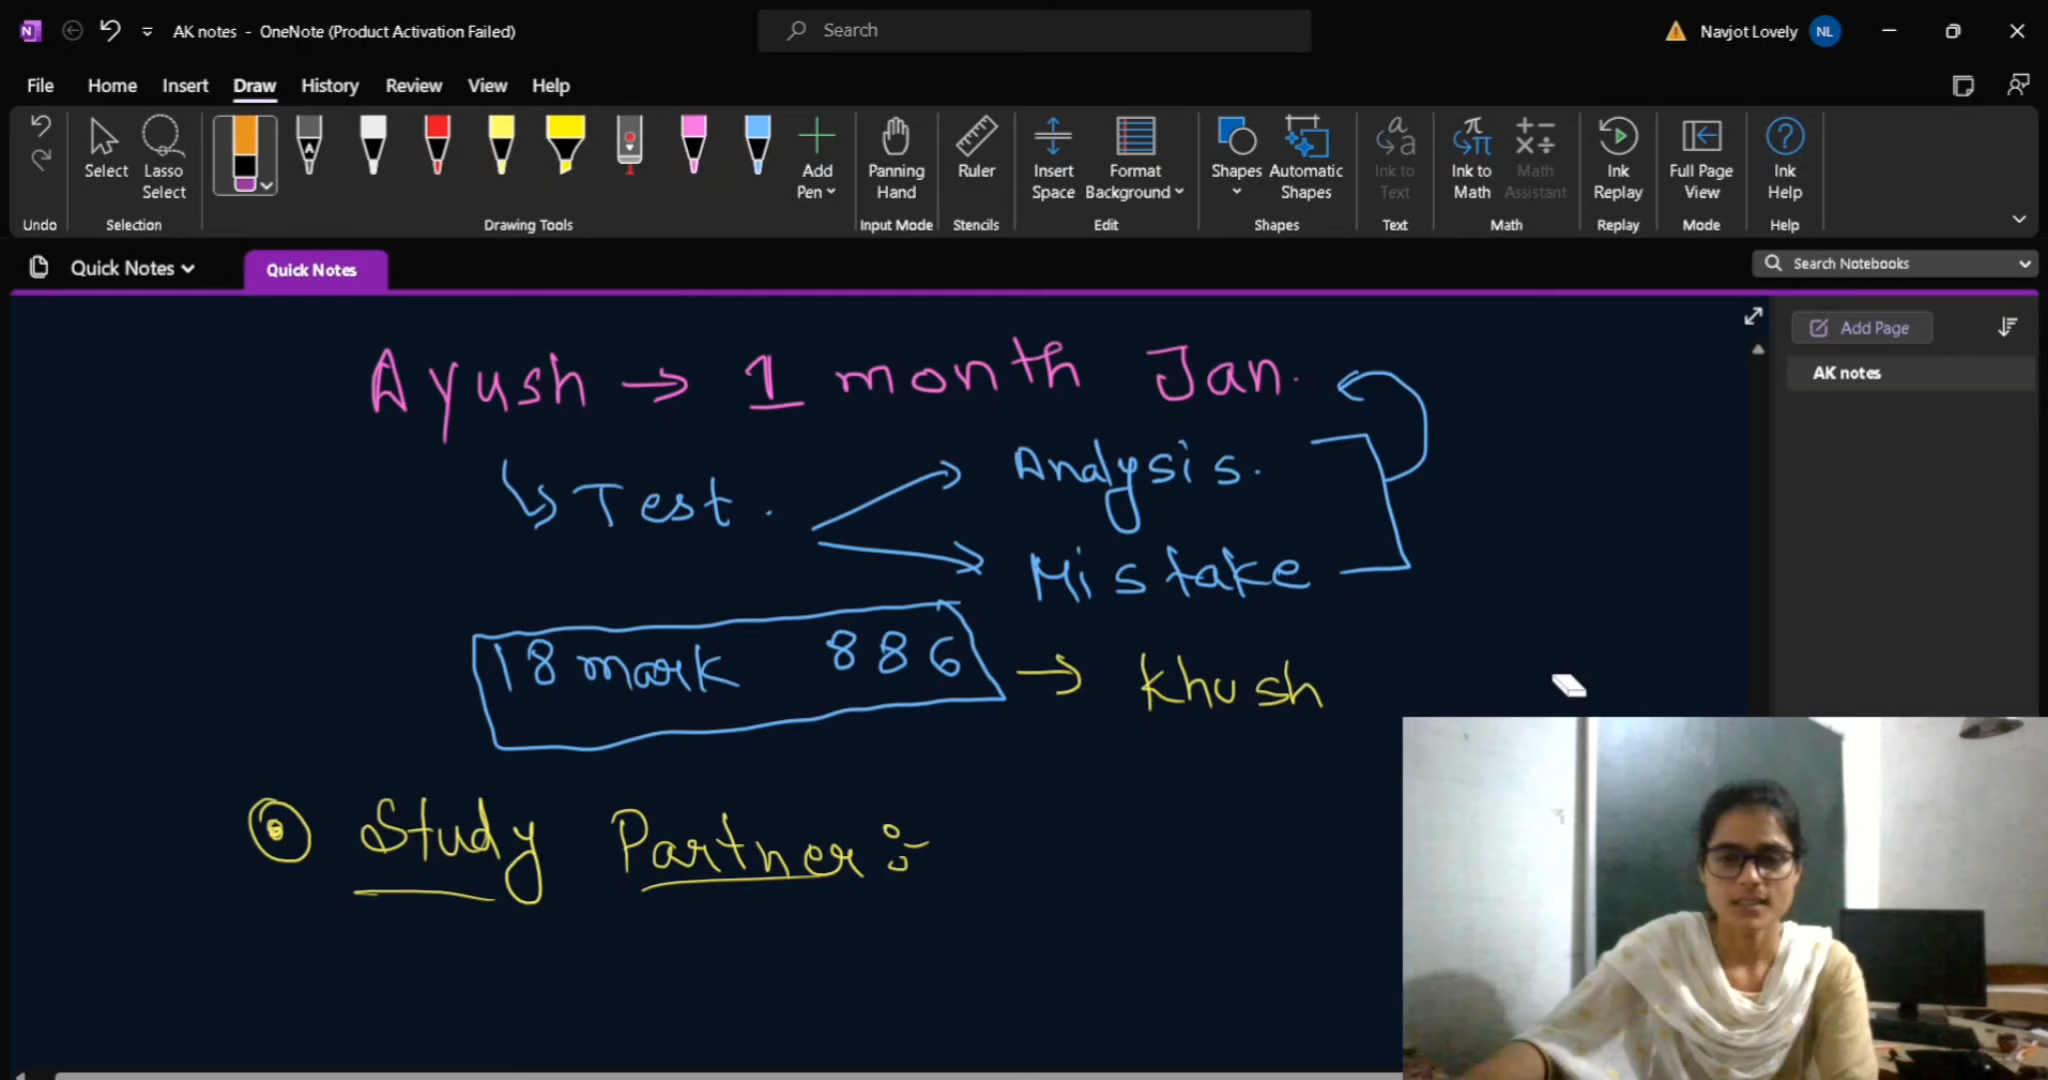 AK notes - OneNote (Product Activation Failed)
Search
Navjot Lovely NL
File Home Insert Draw History Review View Help
Select
Lasso Select
Add Pen
Panning Hand
Ruler
Insert Space
Format Background
Shapes
Automatic Shapes
Ink to Text
Ink to Math
Math Assistant
Ink Replay
Full Page View
Ink Help
Undo Selection Drawing Tools Input Mode Stencils Edit Shapes Text Math Replay Mode Help
Quick Notes Quick Notes Search Notebooks
Add Page
AK notes
Ayush → 1 month Jan.
↳ Test. Analysis.
Mistake
18 mark 886 → Khush
Study Partner :-